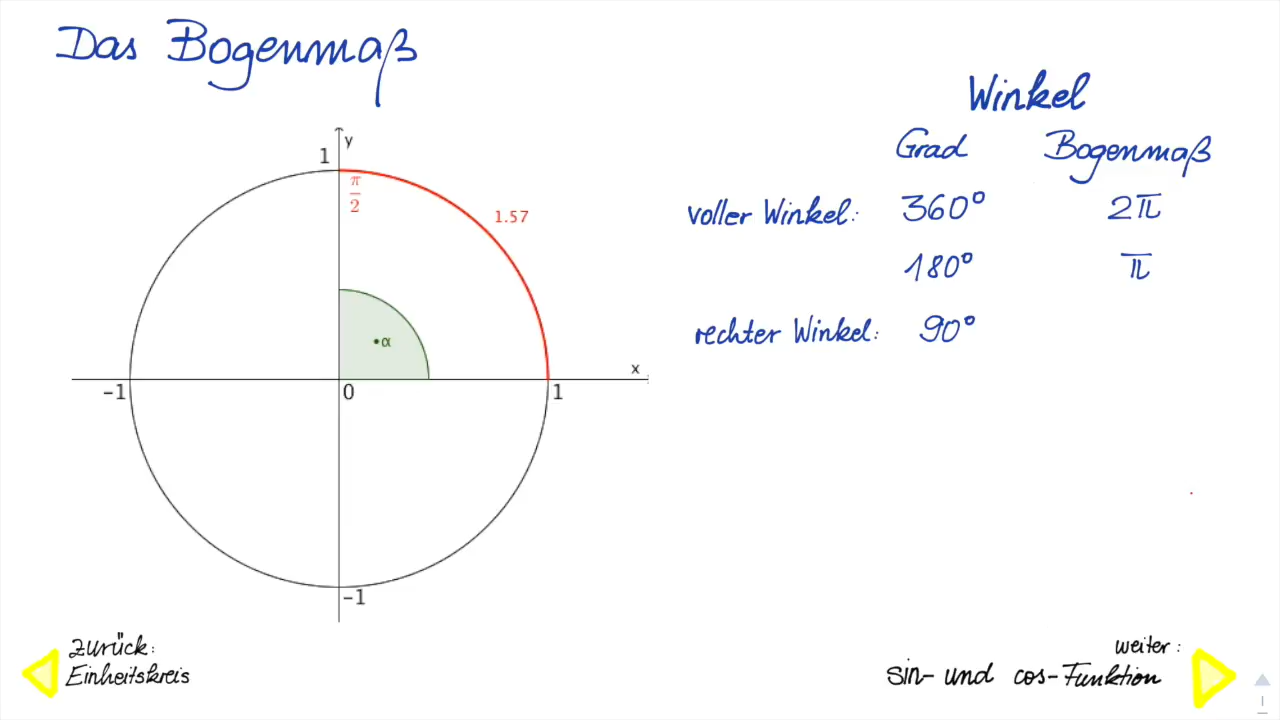 Das Bogenmaß
Winkel
Grad Bogenmaß
voller Winkel: 360° 2π
180° π
rechter Winkel: 90°
y
1
π
2
1.57
α
x
-1
0
1
-1
zurück:
Einheitskreis
weiter:
sin- und cos-Funktion
1